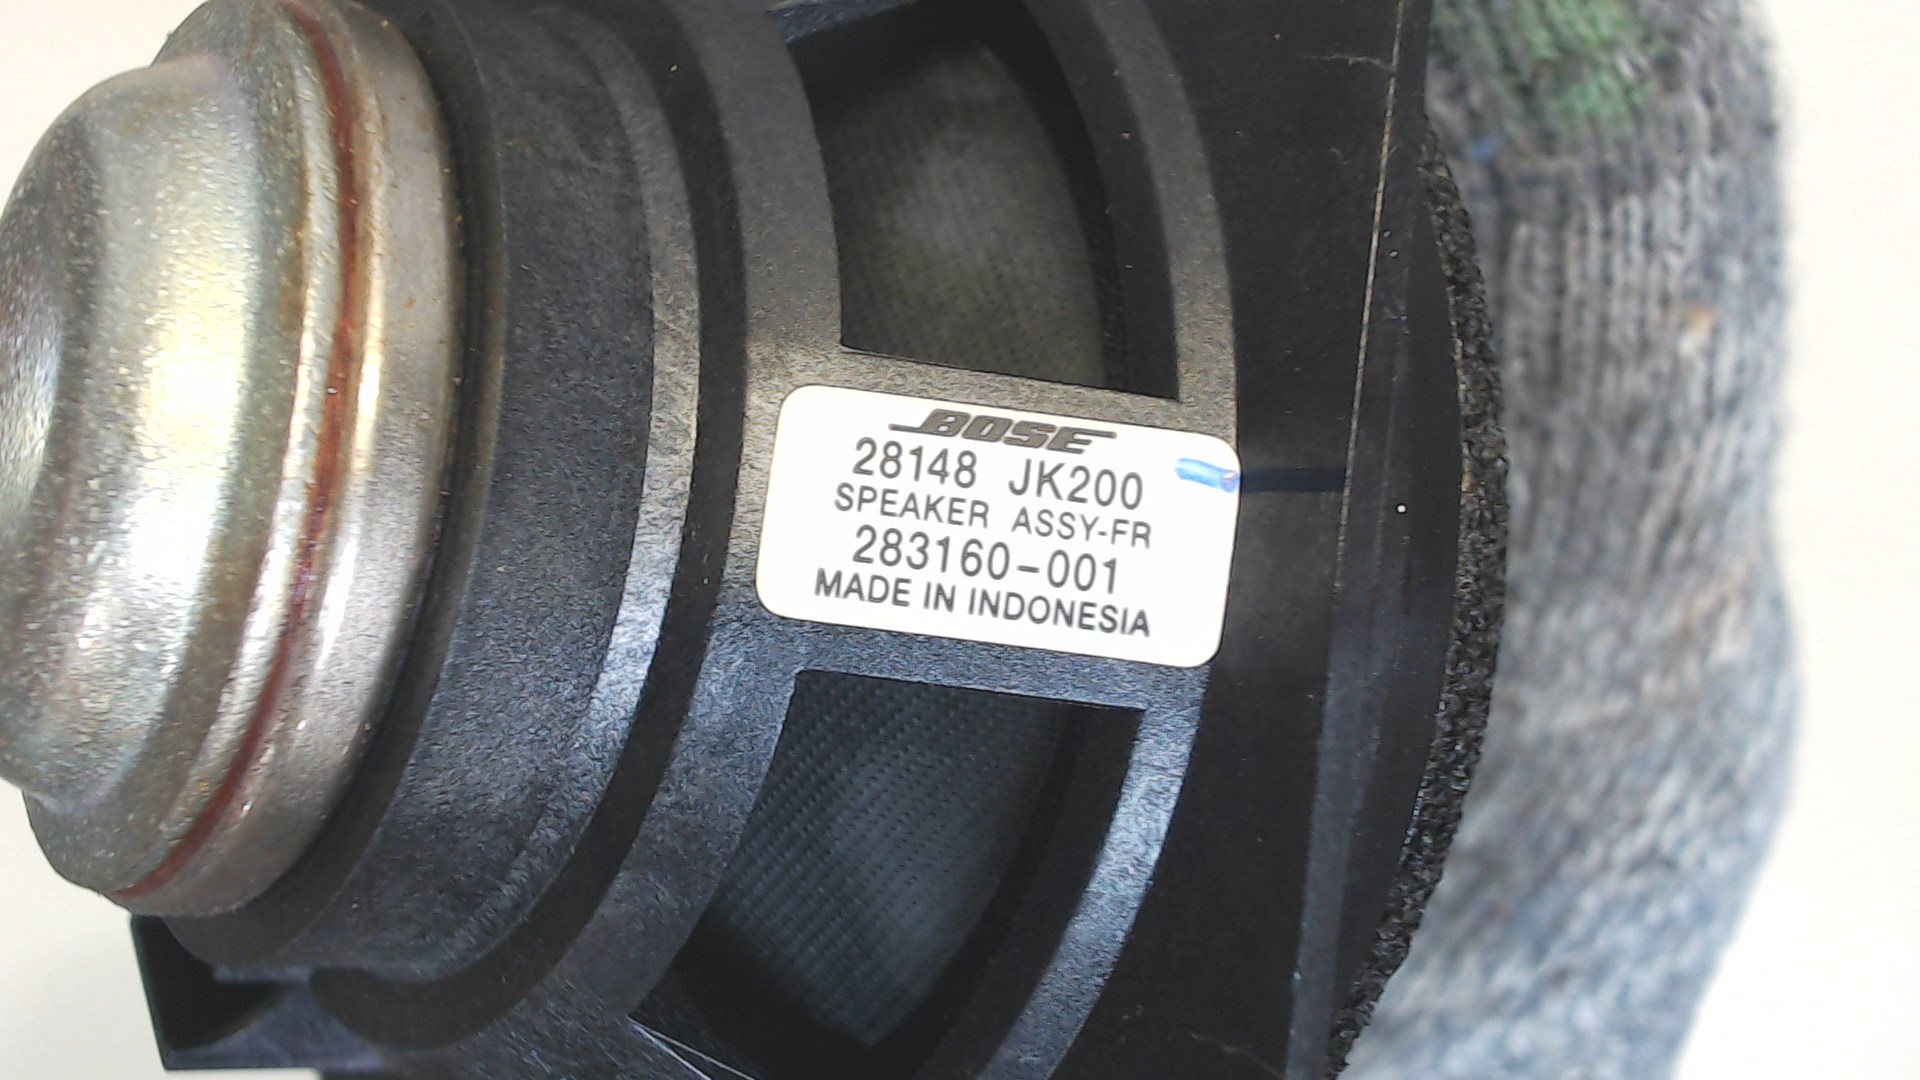 BOSE
28148 JK200
SPEAKER ASSY-FR
283160-001
MADE IN INDONESIA